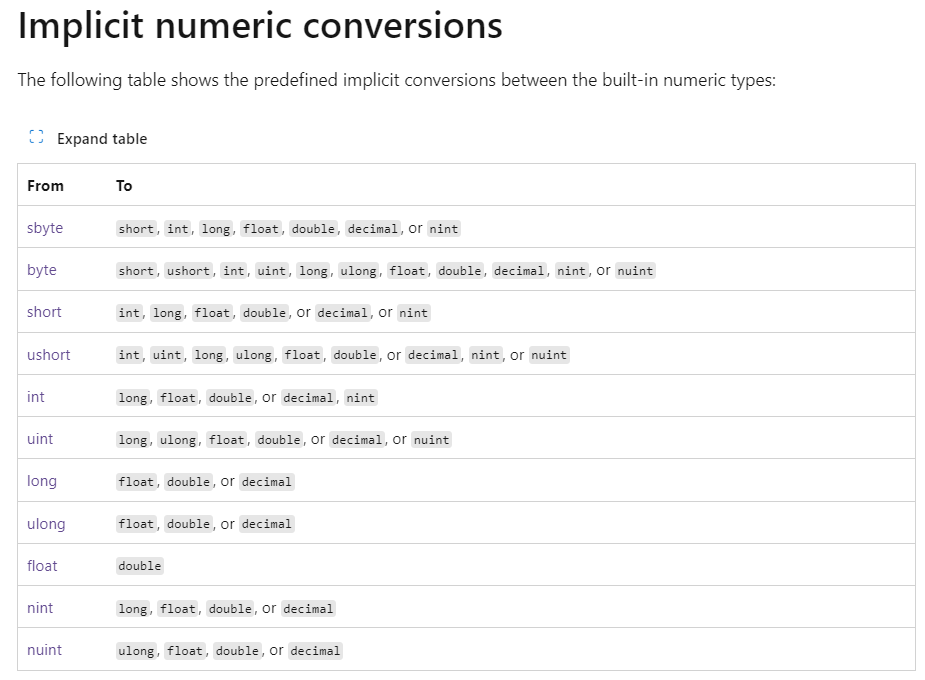 Implicit numeric conversions
The following table shows the predefined implicit conversions between the built-in numeric types:
Expand table
From To
sbyte short, int, long, float, double, decimal, or nint
byte short, ushort, int, uint, long, ulong, float, double, decimal, nint, or nuint
short int, long, float, double, or decimal, or nint
ushort int, uint, long, ulong, float, double, or decimal, nint, or nuint
int long, float, double, or decimal, nint
uint long, ulong, float, double, or decimal, or nuint
long float, double, or decimal
ulong float, double, or decimal
float double
nint long, float, double, or decimal
nuint ulong, float, double, or decimal